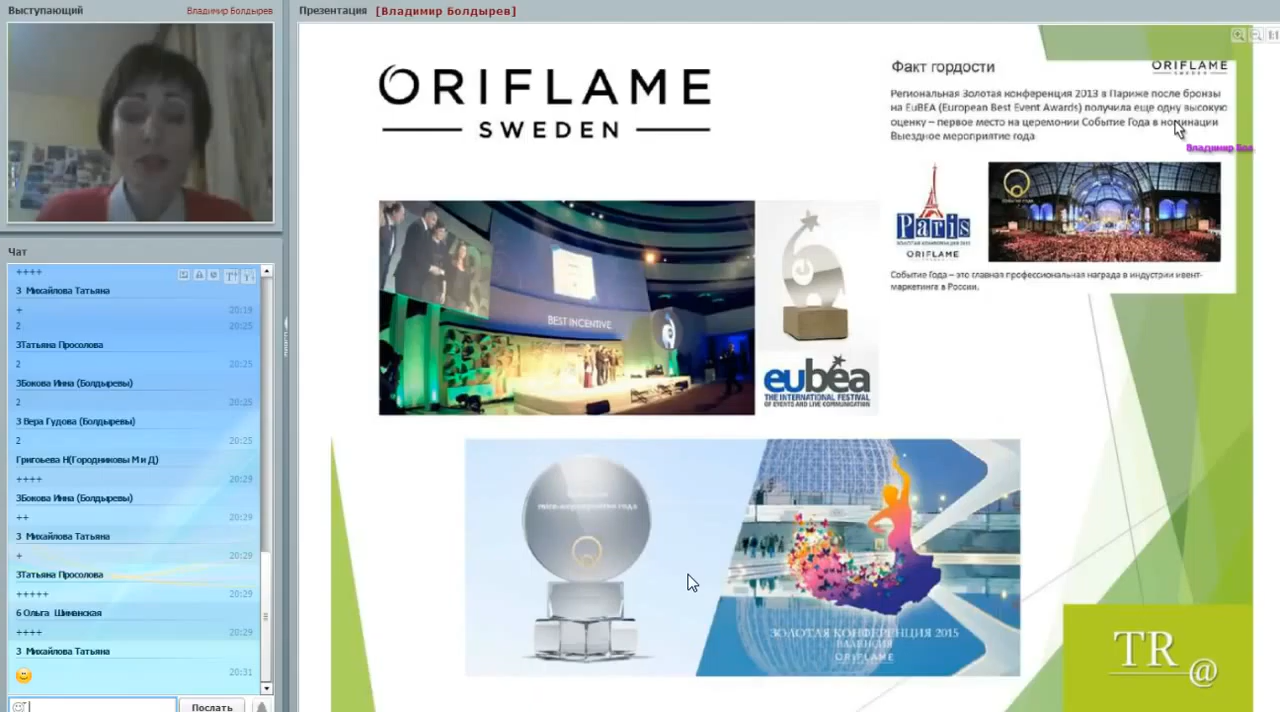 Выступающий
Владимир Болдырев
Презентация [Владимир Болдырев]
ORIFLAME
SWEDEN
Факт гордости
ORIFLAME
SWEDEN
Региональная Золотая конференция 2013 в Париже после бронзы
на EuBEA (European Best Event Awards) получила еще одну высокую
оценку – первое место на церемонии Событие Года в номинации
Выездное мероприятие года
Владимир Бол
BEST INCENTIVE
eubea
THE INTERNATIONAL FESTIVAL
OF EVENTS AND LIVE COMMUNICATION
Paris
ЗОЛОТАЯ КОНФЕРЕНЦИЯ 2013
ORIFLAME
Событие Года – это главная профессиональная награда в индустрии ивент-
маркетинга в России.
ЗОЛОТАЯ КОНФЕРЕНЦИЯ 2015
ВАЛЕНСИЯ
ORIFLAME
TR
@
Чат
++++
3 Михайлова Татьяна
+ 20:19
2 20:25
3Татьяна Просолова
2 20:25
3Бокова Инна (Болдыревы)
2 20:25
3 Вера Гудова (Болдыревы)
2 20:25
Григоьева Н(Городниковы М и Д)
++++ 20:29
3Бокова Инна (Болдыревы)
++ 20:29
3 Михайлова Татьяна
+ 20:29
3Татьяна Просолова
+++++ 20:29
6 Ольга Шиманская
++++ 20:29
3 Михайлова Татьяна
20:31
Послать